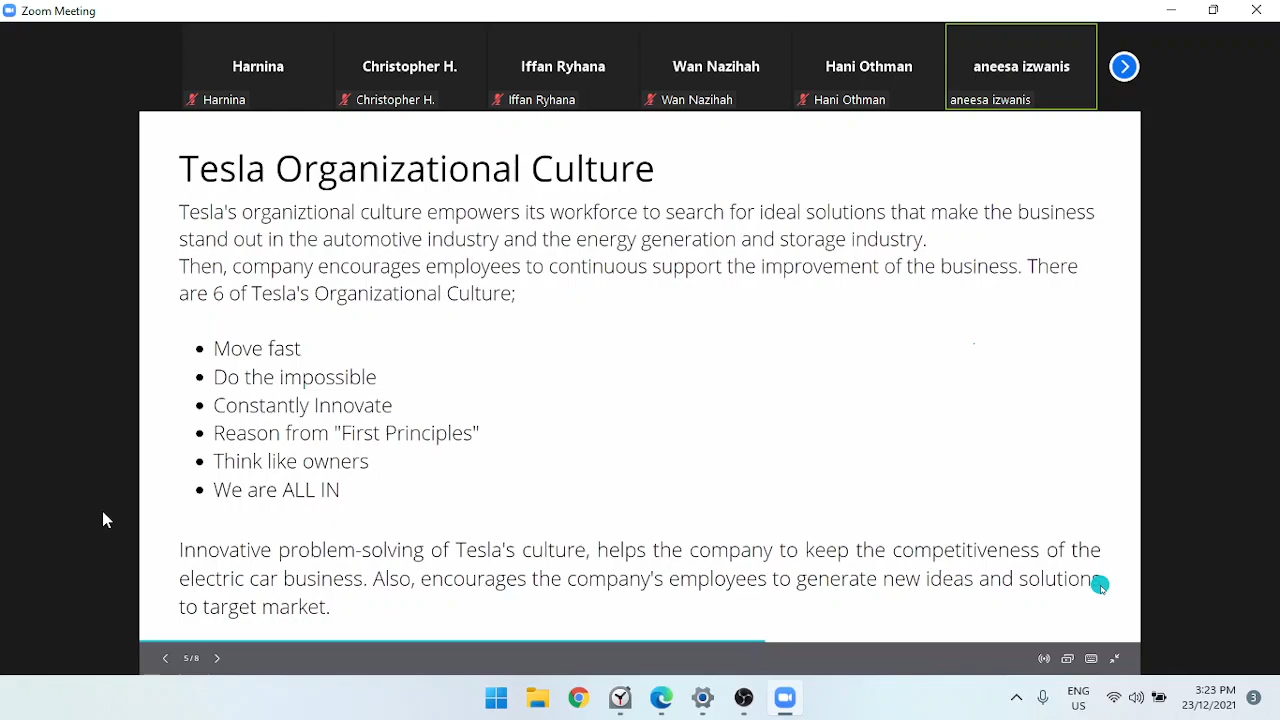 Zoom Meeting
Harnina
Christopher H.
Iffan Ryhana
Wan Nazihah
Hani Othman
aneesa izwanis
Harnina
Christopher H.
Iffan Ryhana
Wan Nazihah
Hani Othman
aneesa izwanis
Tesla Organizational Culture
Tesla's organiztional culture empowers its workforce to search for ideal solutions that make the business
stand out in the automotive industry and the energy generation and storage industry.
Then, company encourages employees to continuous support the improvement of the business. There
are 6 of Tesla's Organizational Culture;
• Move fast
• Do the impossible
• Constantly Innovate
• Reason from "First Principles"
• Think like owners
• We are ALL IN
Innovative problem-solving of Tesla's culture, helps the company to keep the competitiveness of the
electric car business. Also, encourages the company's employees to generate new ideas and solutions
to target market.
5/8
ENG
US
3:23 PM
23/12/2021
3